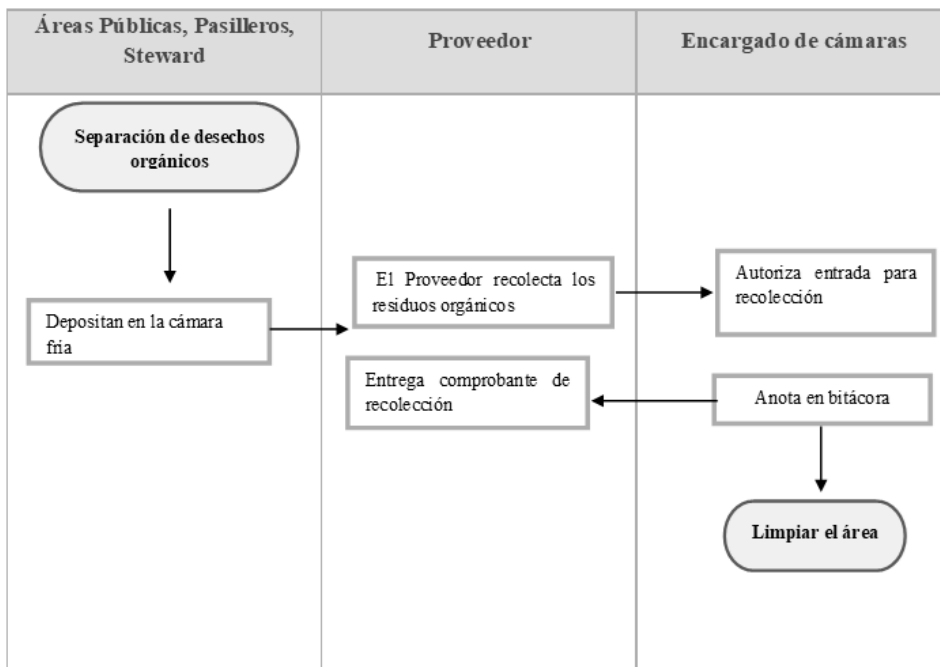 Áreas Públicas, Pasilleros,
Steward
Proveedor
Encargado de cámaras
Separación de desechos
orgánicos
Depositan en la cámara
fria
El Proveedor recolecta los
residuos orgánicos
Autoriza entrada para
recolección
Entrega comprobante de
recolección
Anota en bitácora
Limpiar el área